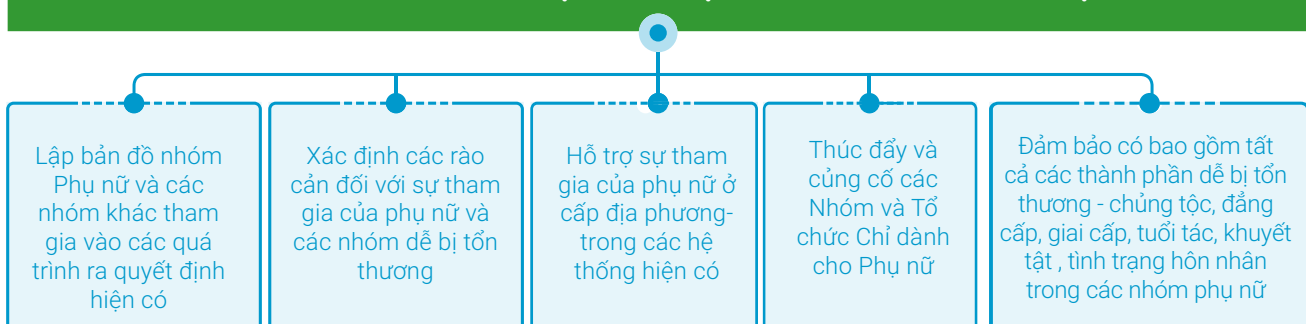 Lập bản đồ nhóm
Phụ nữ và các
nhóm khác tham
gia vào các quá
trình ra quyết định
hiện có
Xác định các rào
cản đối với sự tham
gia của phụ nữ và
các nhóm dễ bị tổn
thương
Hỗ trợ sự tham
gia của phụ nữ ở
cấp địa phương-
trong các hệ
thống hiện có
Thúc đẩy và
củng cố các
Nhóm và Tổ
chức Chỉ dành
cho Phụ nữ
Đảm bảo có bao gồm tất
cả các thành phần dễ bị tổn
thương - chủng tộc, đẳng
cấp, giai cấp, tuổi tác, khuyết
tật , tình trạng hôn nhân
trong các nhóm phụ nữ